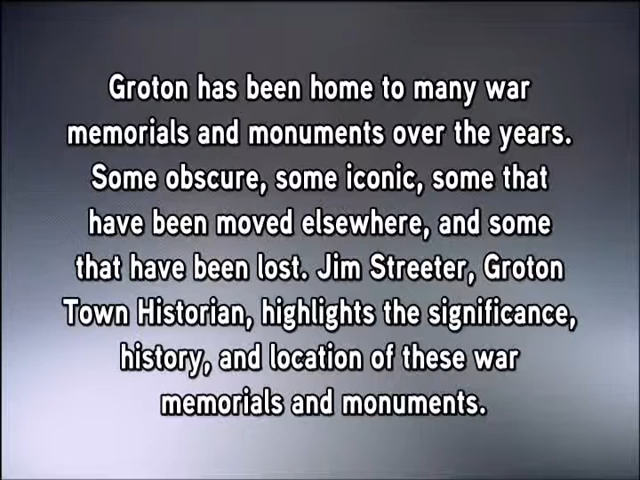 Groton has been home to many war
memorials and monuments over the years.
Some obscure, some iconic, some that
have been moved elsewhere, and some
that have been lost. Jim Streeter, Groton
Town Historian, highlights the significance,
history, and location of these war
memorials and monuments.